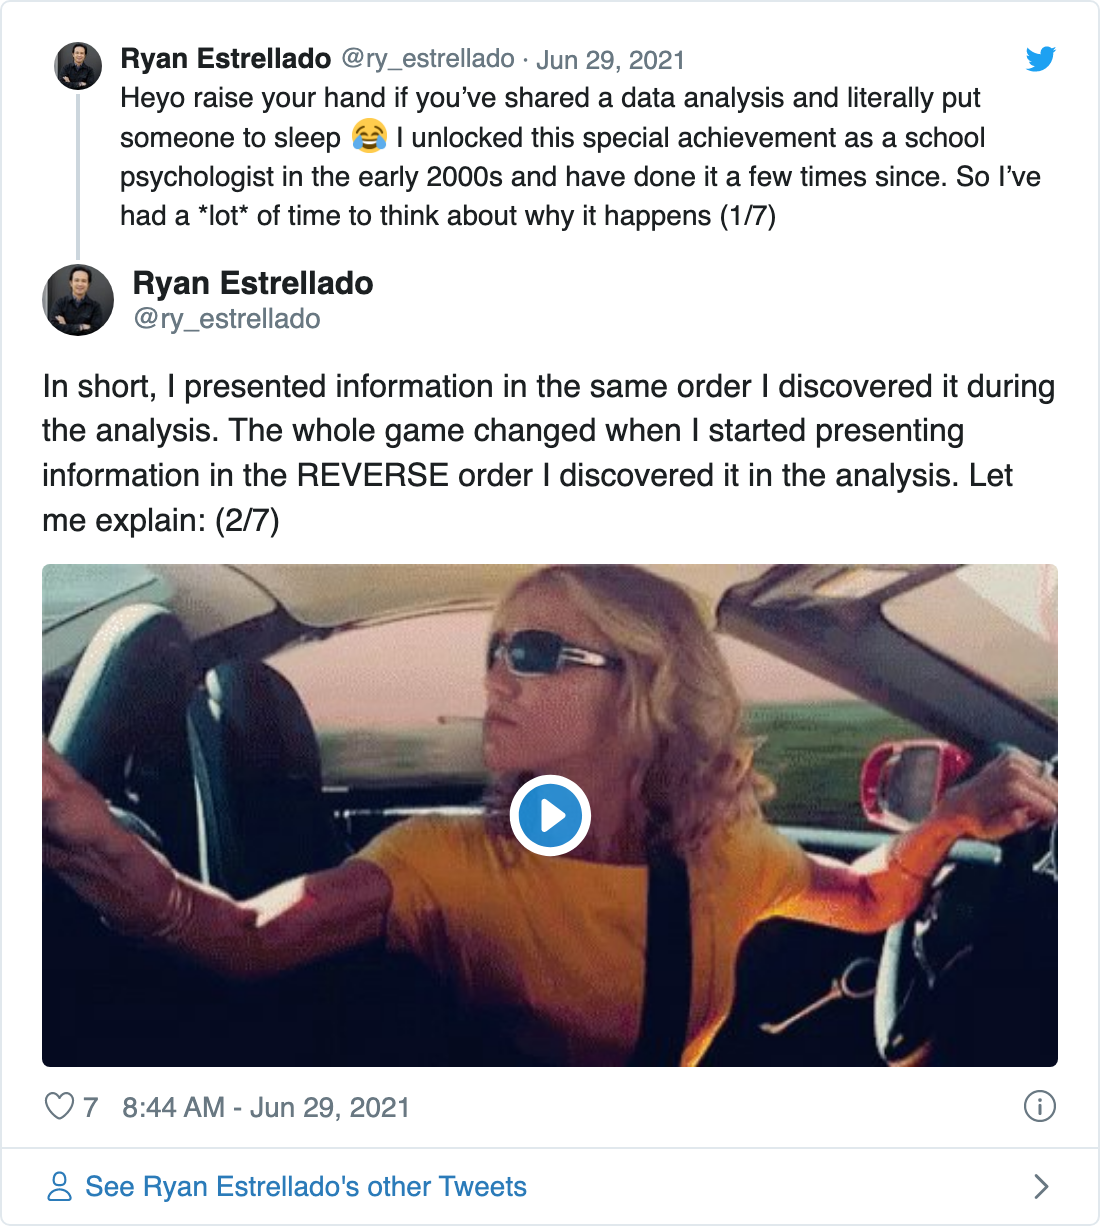 Ryan Estrellado @ry_estrellado · Jun 29, 2021
Heyo raise your hand if you’ve shared a data analysis and literally put
someone to sleep 😂 I unlocked this special achievement as a school
psychologist in the early 2000s and have done it a few times since. So I’ve
had a *lot* of time to think about why it happens (1/7)
Ryan Estrellado
@ry_estrellado
In short, I presented information in the same order I discovered it during
the analysis. The whole game changed when I started presenting
information in the REVERSE order I discovered it in the analysis. Let
me explain: (2/7)
7 8:44 AM - Jun 29, 2021
See Ryan Estrellado's other Tweets